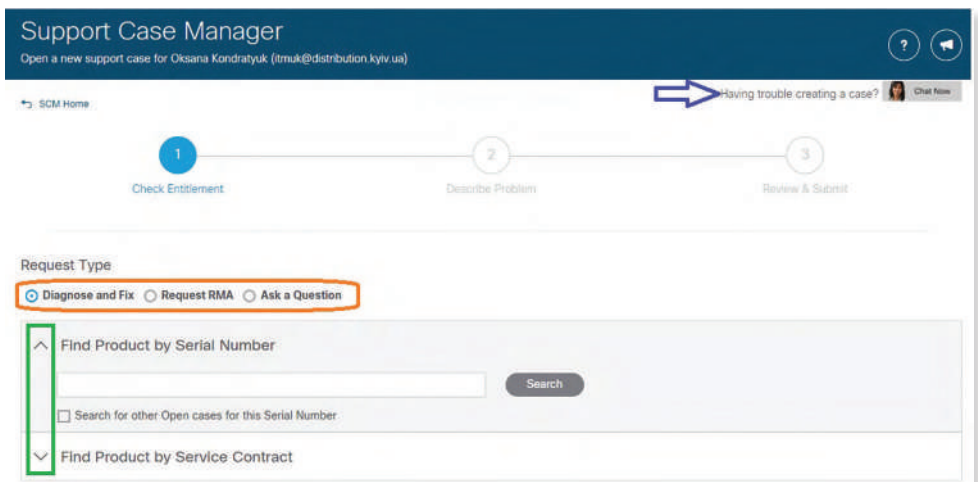 Support Case Manager
Open a new support case for Oksana Kondratyuk (itmuk@distribution.kyiv.ua)
?
SCM Home
Having trouble creating a case?
Chat Now
1
2
3
Check Entitlement
Describe Problem
Review & Submit
Request Type
Diagnose and Fix
Request RMA
Ask a Question
Find Product by Serial Number
Search
Search for other Open cases for this Serial Number
Find Product by Service Contract